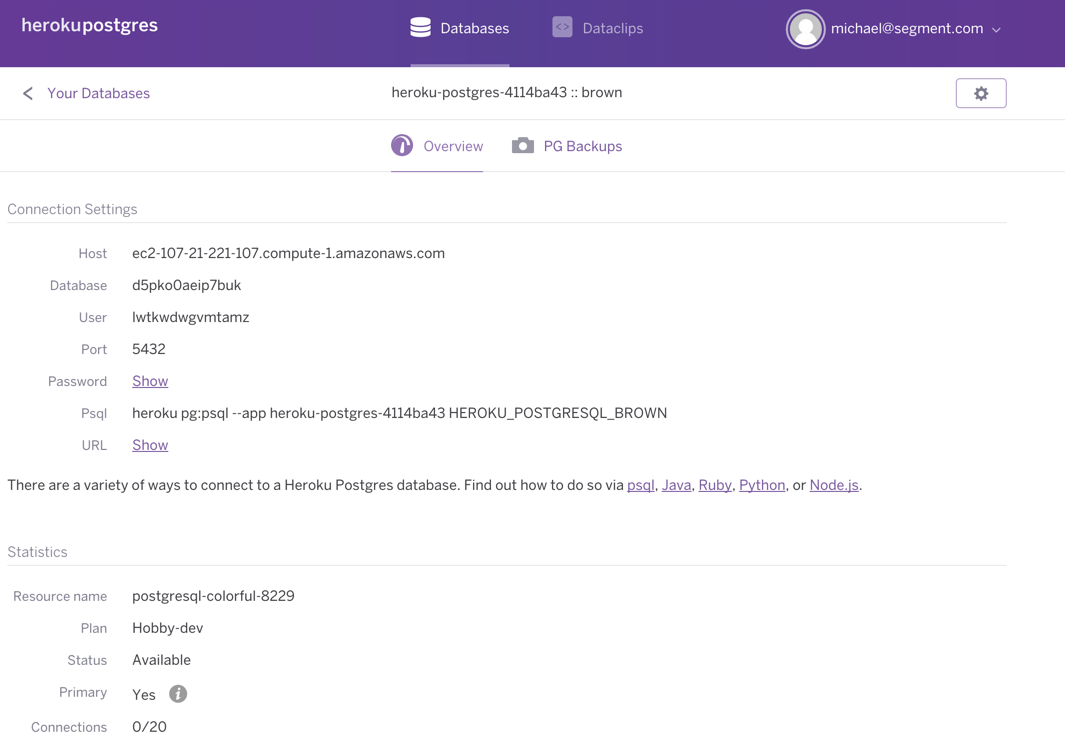 herokupostgres Databases <> Dataclips michael@segment.com
Your Databases heroku-postgres-4114ba43 :: brown
Overview PG Backups
Connection Settings
Host ec2-107-21-221-107.compute-1.amazonaws.com
Database d5pko0aeip7buk
User lwtkwdwgvmtamz
Port 5432
Password Show
Psql heroku pg:psql --app heroku-postgres-4114ba43 HEROKU_POSTGRESQL_BROWN
URL Show
There are a variety of ways to connect to a Heroku Postgres database. Find out how to do so via psql, Java, Ruby, Python, or Node.js.
Statistics
Resource name postgresql-colorful-8229
Plan Hobby-dev
Status Available
Primary Yes i
Connections 0/20